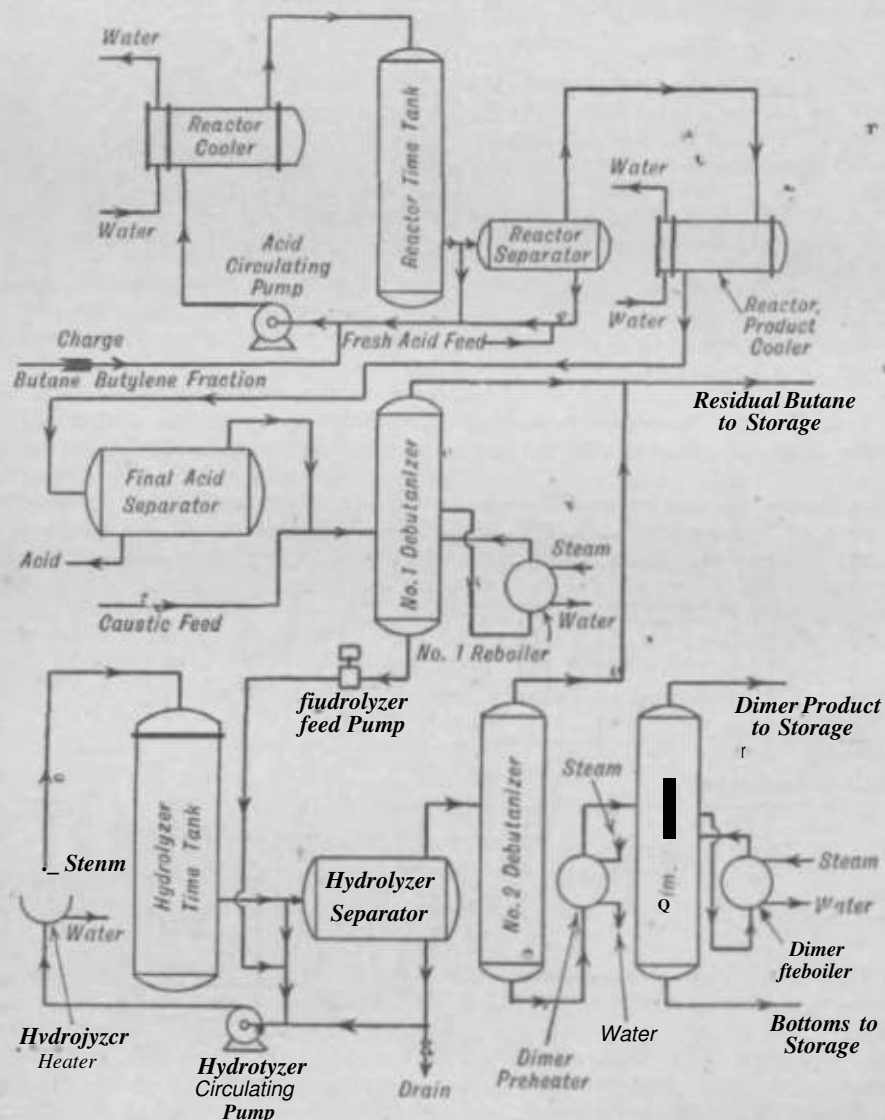 Water
Reactor
Cooler
Water
Acid
Circulating
Pump
Reactor Time Tank
Reactor
Separator
Water
Water
Reactor,
Product
Cooler
Charge
Fresh Acid Feed
Butane Butylene Fraction
Residual Butane
to Storage
Final Acid
Separator
No. 1 Debutanizer
Acid
Steam
Water
Caustic Feed
No. 1 Reboiler
fiudrolyzer
feed Pump
Dimer Product
to Storage
Steam
Hydrolyzer
Time Tank
._ Stenm
Hydrolyzer
Separator
No. 2 Debutanizer
im.
Q
Steam
Water
Water
Dimer
fteboiler
Hvdrojyzcr
Heater
Hydrotyzer
Circulating
Pump
Drain
Dimer
Preheater
Water
Bottoms to
Storage